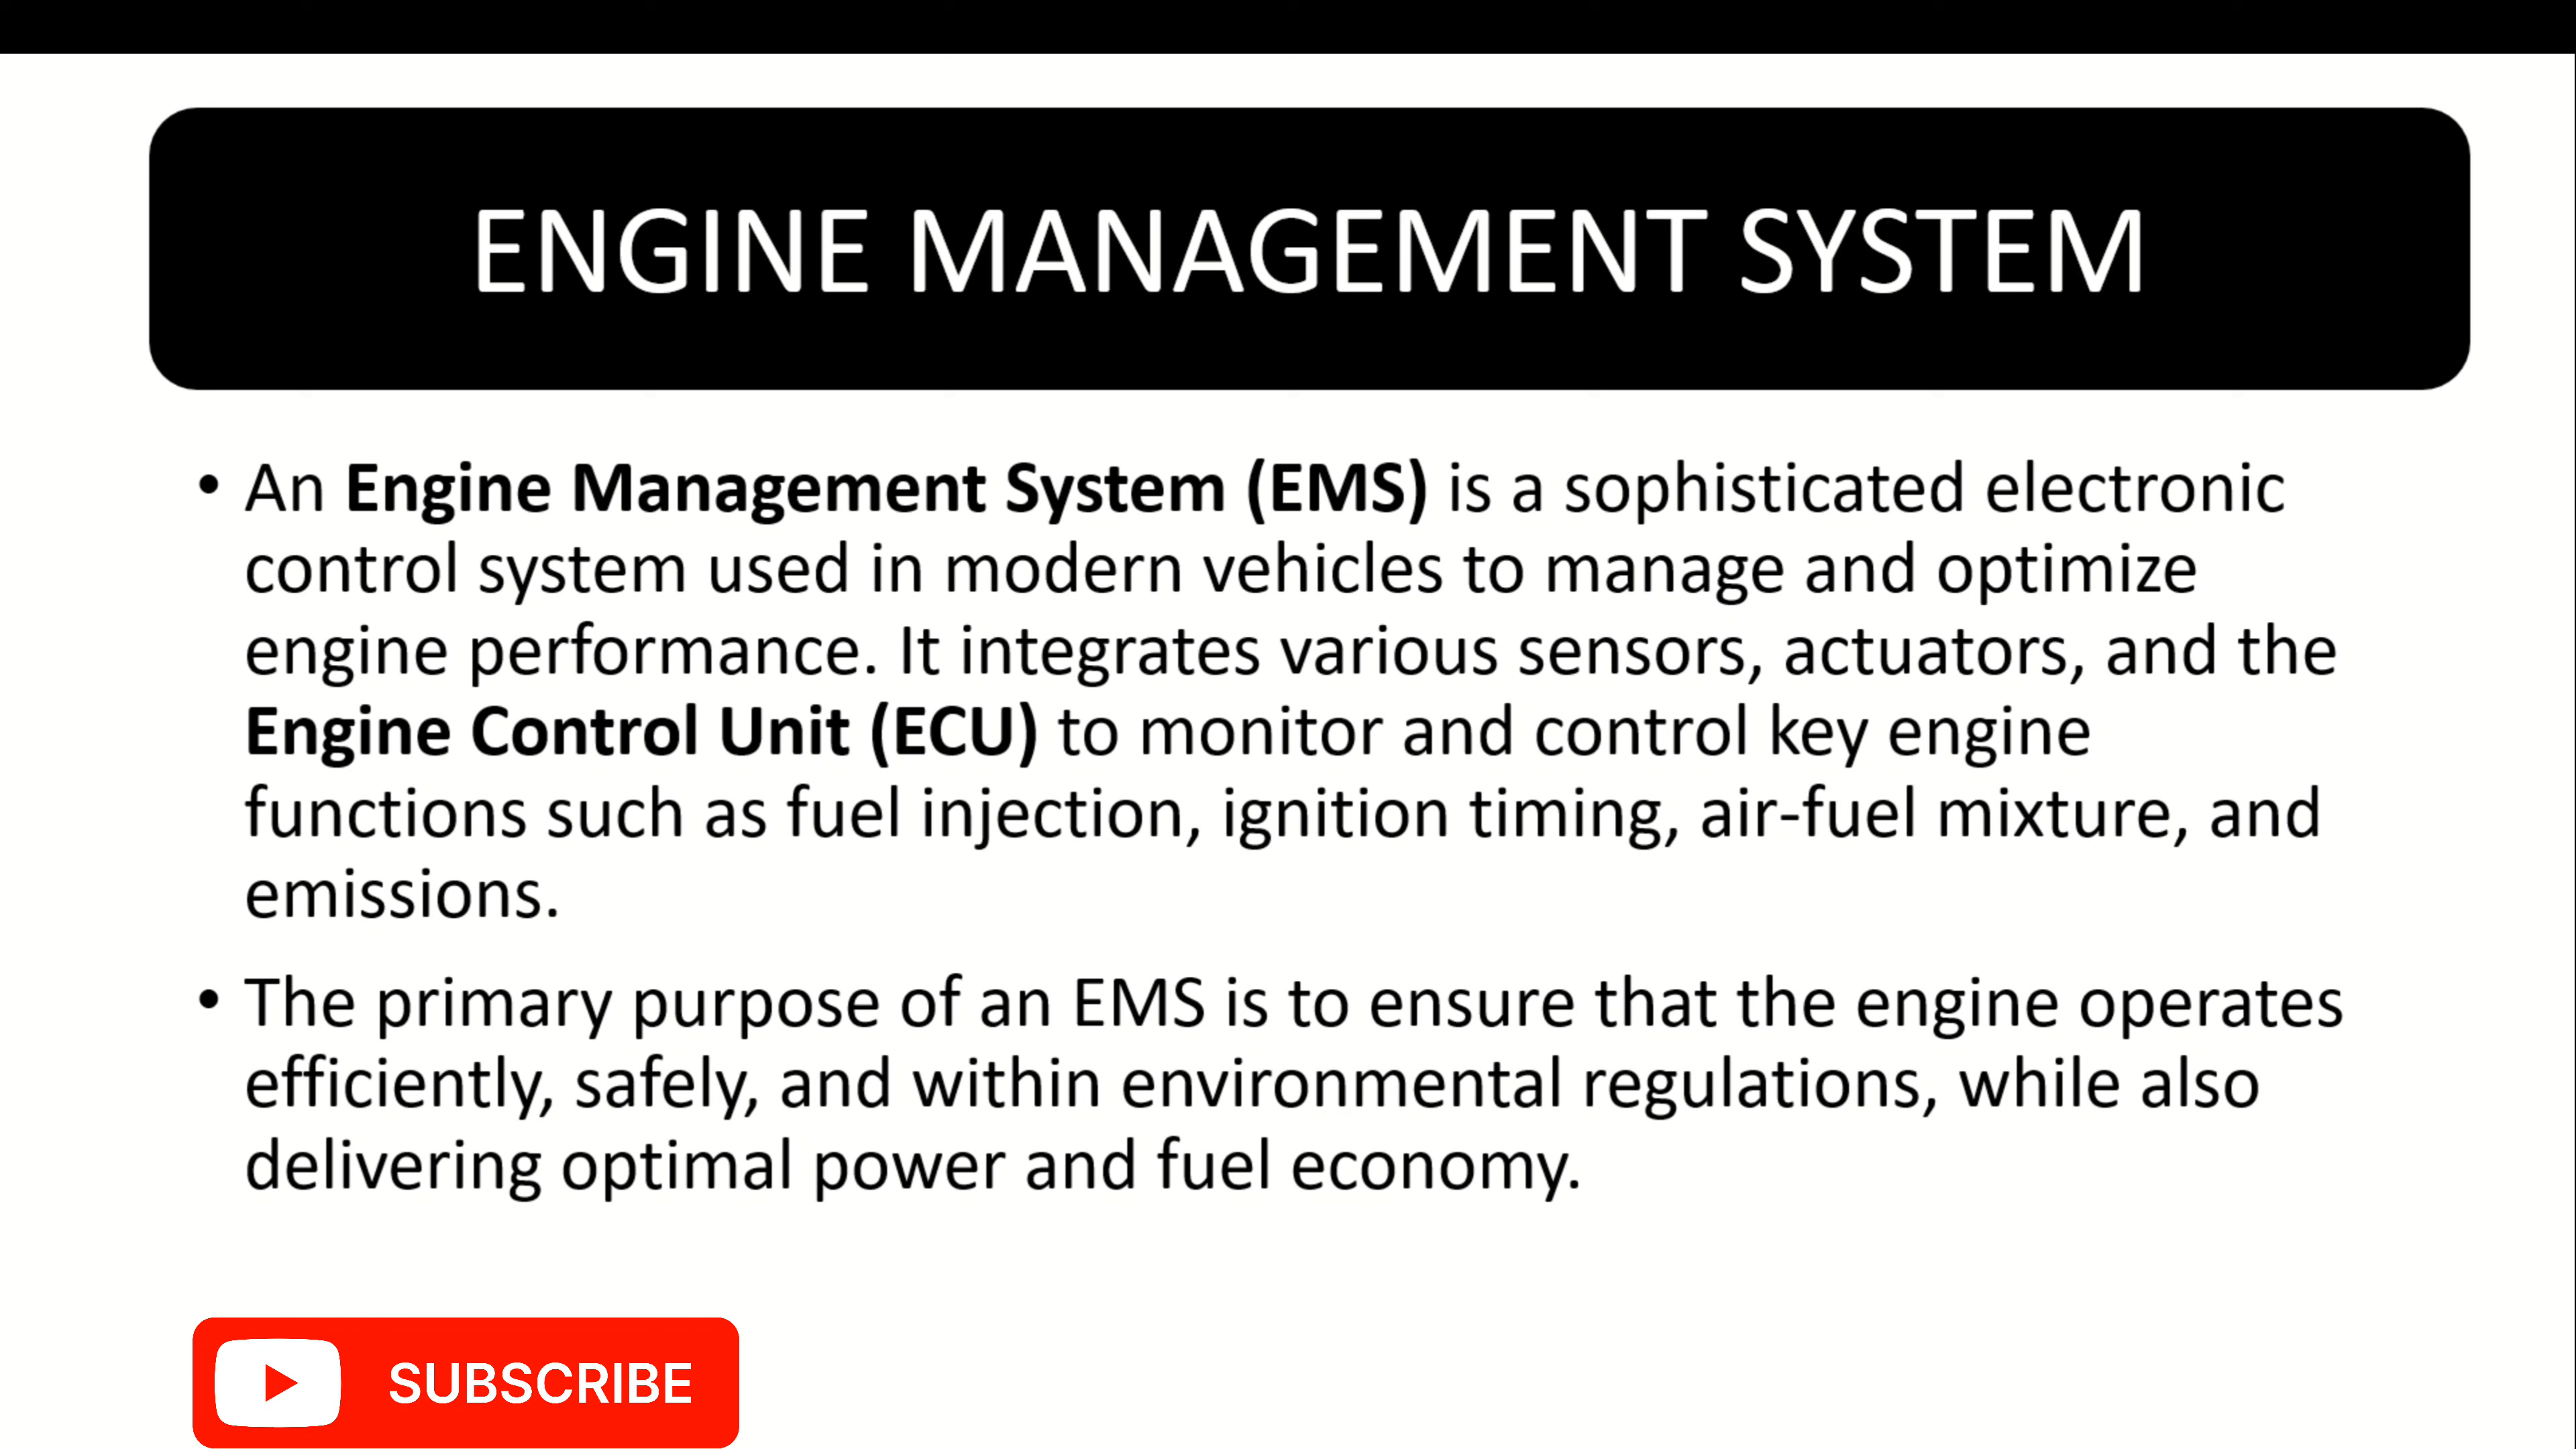 ENGINE MANAGEMENT SYSTEM
• An Engine Management System (EMS) is a sophisticated electronic
control system used in modern vehicles to manage and optimize
engine performance. It integrates various sensors, actuators, and the
Engine Control Unit (ECU) to monitor and control key engine
functions such as fuel injection, ignition timing, air-fuel mixture, and
emissions.
• The primary purpose of an EMS is to ensure that the engine operates
efficiently, safely, and within environmental regulations, while also
delivering optimal power and fuel economy.
SUBSCRIBE